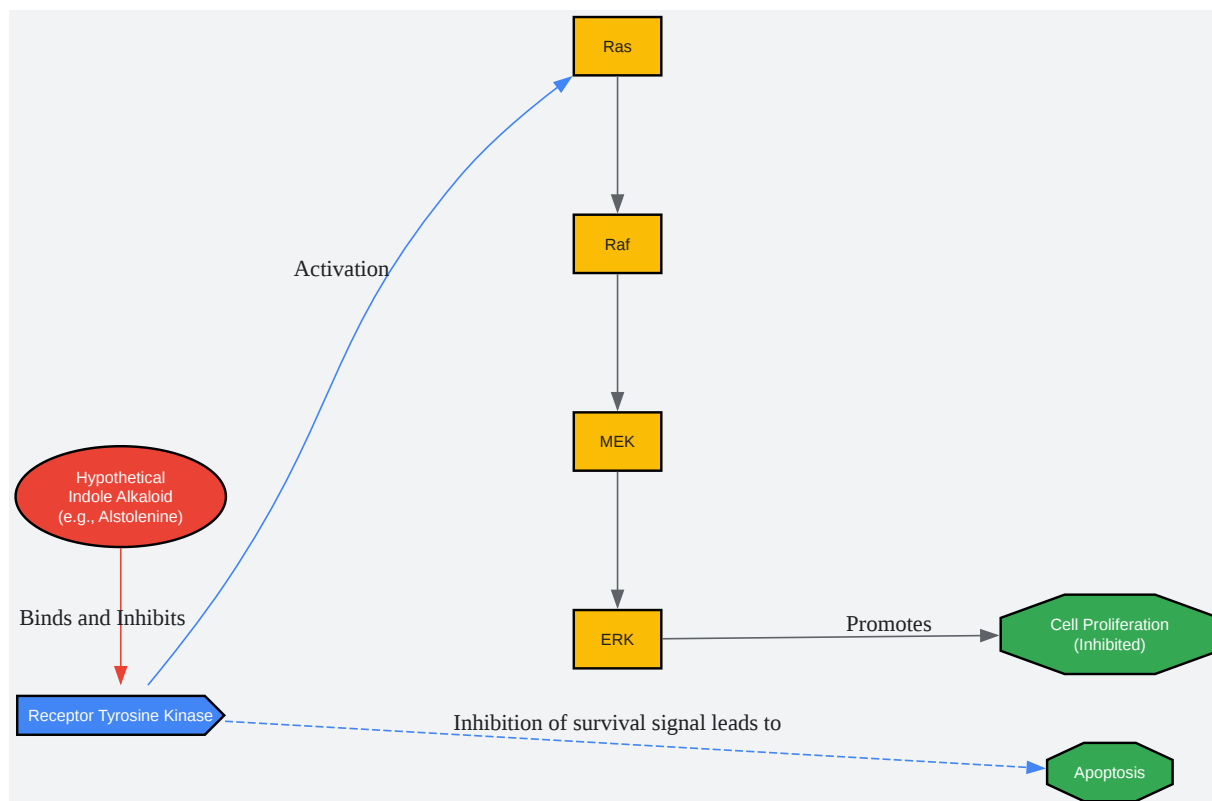 Ras
Activation
Raf
MEK
Hypothetical
Indole Alkaloid
(e.g., Alstolenine)
Binds and Inhibits
ERK
Promotes
Cell Proliferation
(Inhibited)
Receptor Tyrosine Kinase
Inhibition of survival signal leads to
Apoptosis